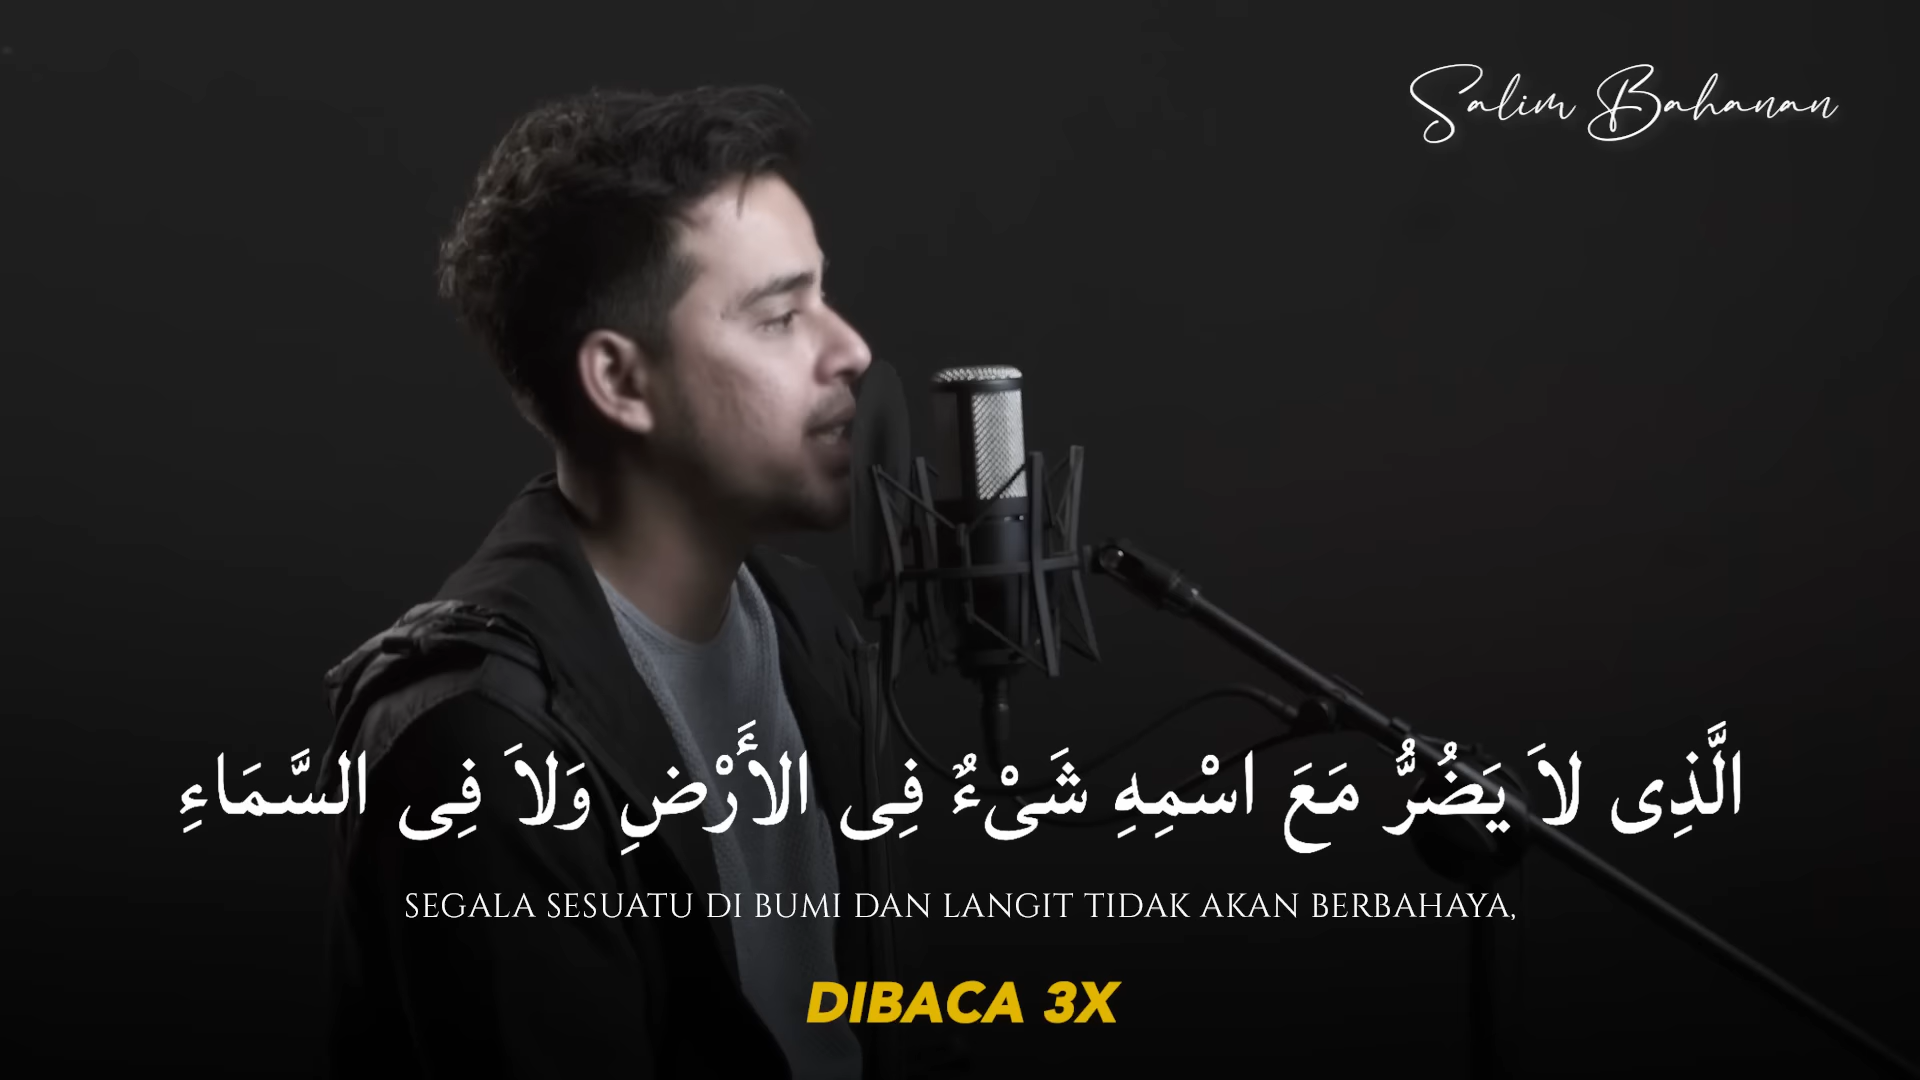 Salim Bahanan
الَّذِى لاَ يَضُرُّ مَعَ اسْمِهِ شَىْءٌ فِى الأَرْضِ وَلاَ فِى السَّمَاءِ
SEGALA SESUATU DI BUMI DAN LANGIT TIDAK AKAN BERBAHAYA,
DIBACA 3X